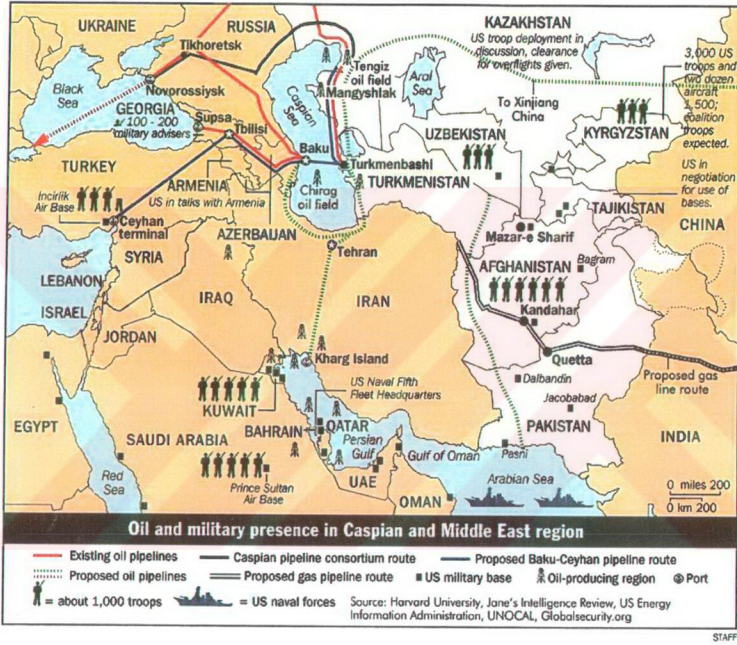 UKRAINE
RUSSIA
KAZAKHSTAN
US troop deployment in
discussion, clearance
for overflights given.
Tikhoretsk
Tengiz
oil field
Mangyshlak
Aral
Sea
3,000 US
troops and
two dozen
aircraft
1,500;
coalition
troops
expected.
Black
Sea
Novprossiysk
Caspian
Sea
To Xinjiang
China
GEORGIA
100 - 200
military advisers
Supsa
Tbilisi
UZBEKISTAN
KYRGYZSTAN
Baku
Turkmenbashi
TURKMENISTAN
US in
negotiation
for use of
bases.
TURKEY
ARMENIA
US in talks with Armenia
Chirag
oil field
TAJIKISTAN
Incirlik
Air Base
Ceyhan
terminal
AZERBAIJAN
Mazar-e Sharif
CHINA
SYRIA
Tehran
AFGHANISTAN
Bagram
LEBANON
ISRAEL
IRAQ
IRAN
Kandahar
JORDAN
Kharg Island
Quetta
Proposed gas
line route
US Naval Fifth
Fleet Headquarters
Dalbandin
KUWAIT
Jacobabad
EGYPT
SAUDI ARABIA
BAHRAIN
QATAR
PAKISTAN
INDIA
Persian
Gulf
Gulf of Oman
Pasni
Red
Sea
Prince Sultan
Air Base
UAE
Arabian Sea
OMAN
0 miles 200
0 km 200
Oil and military presence in Caspian and Middle East region
Existing oil pipelines
Caspian pipeline consortium route
Proposed Baku-Ceyhan pipeline route
Proposed oil pipelines
Proposed gas pipeline route
US military base
Oil-producing region
Port
= about 1,000 troops
= US naval forces
Source: Harvard University, Jane's Intelligence Review, US Energy
Information Administration, UNOCAL, Globalsecurity.org
STAFF